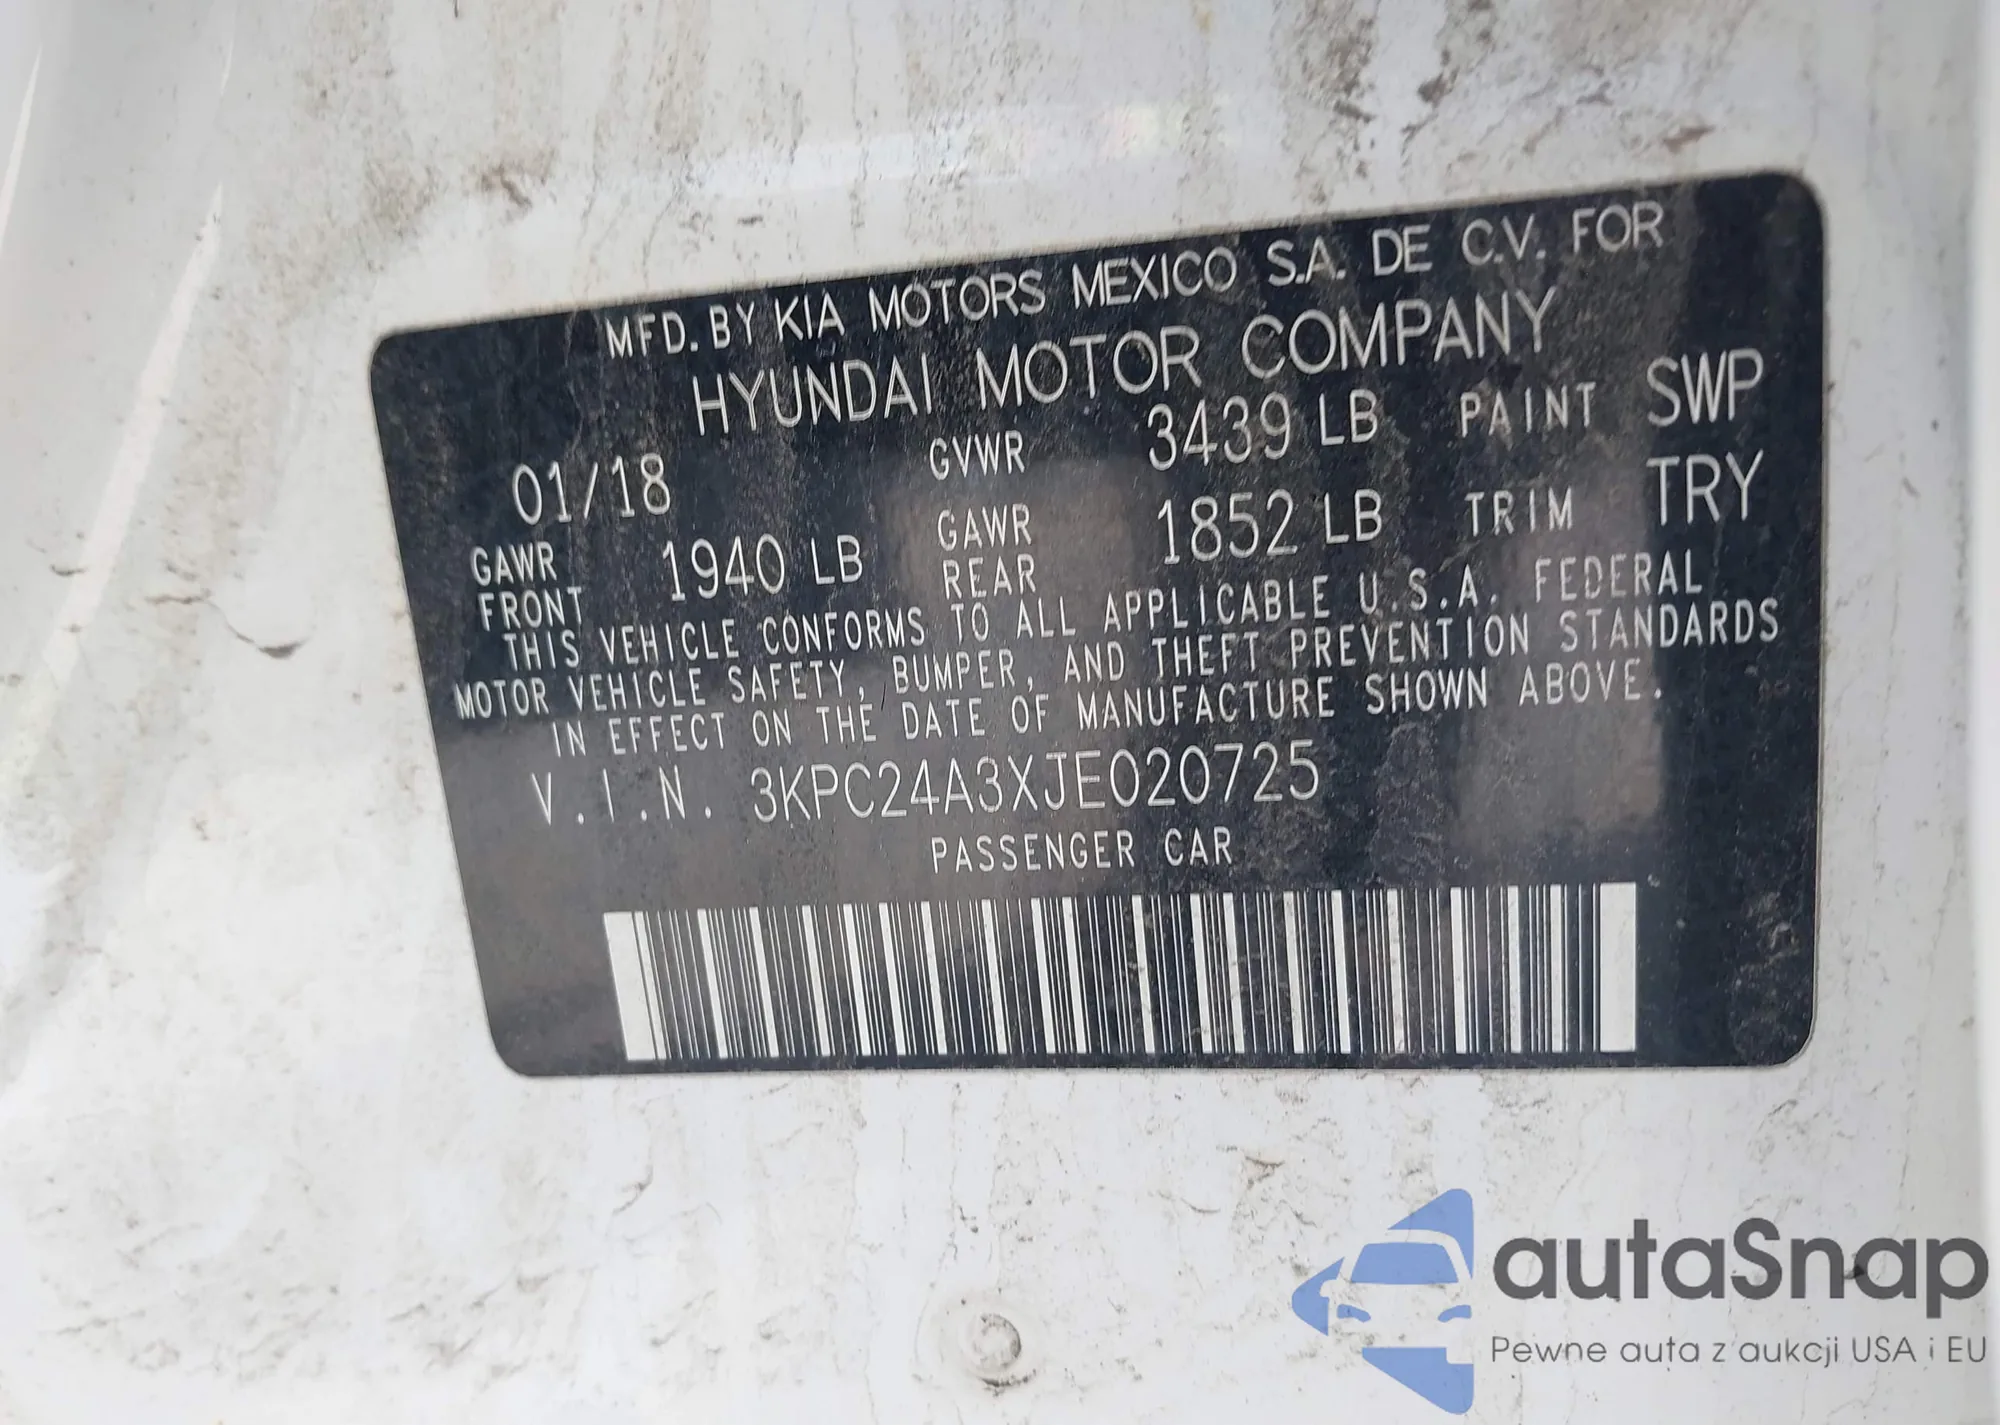 MFD. BY KIA MOTORS MEXICO S.A. DE C.V. FOR
HYUNDAI MOTOR COMPANY
01/18 GVWR 3439 LB PAINT SWP
GAWR FRONT 1940 LB GAWR REAR 1852 LB TRIM TRY
THIS VEHICLE CONFORMS TO ALL APPLICABLE U.S.A. FEDERAL
MOTOR VEHICLE SAFETY, BUMPER, AND THEFT PREVENTION STANDARDS
IN EFFECT ON THE DATE OF MANUFACTURE SHOWN ABOVE.
V.I.N. 3KPC24A3XJE020725
PASSENGER CAR
autaSnap
Pewne auta z aukcji USA i EU